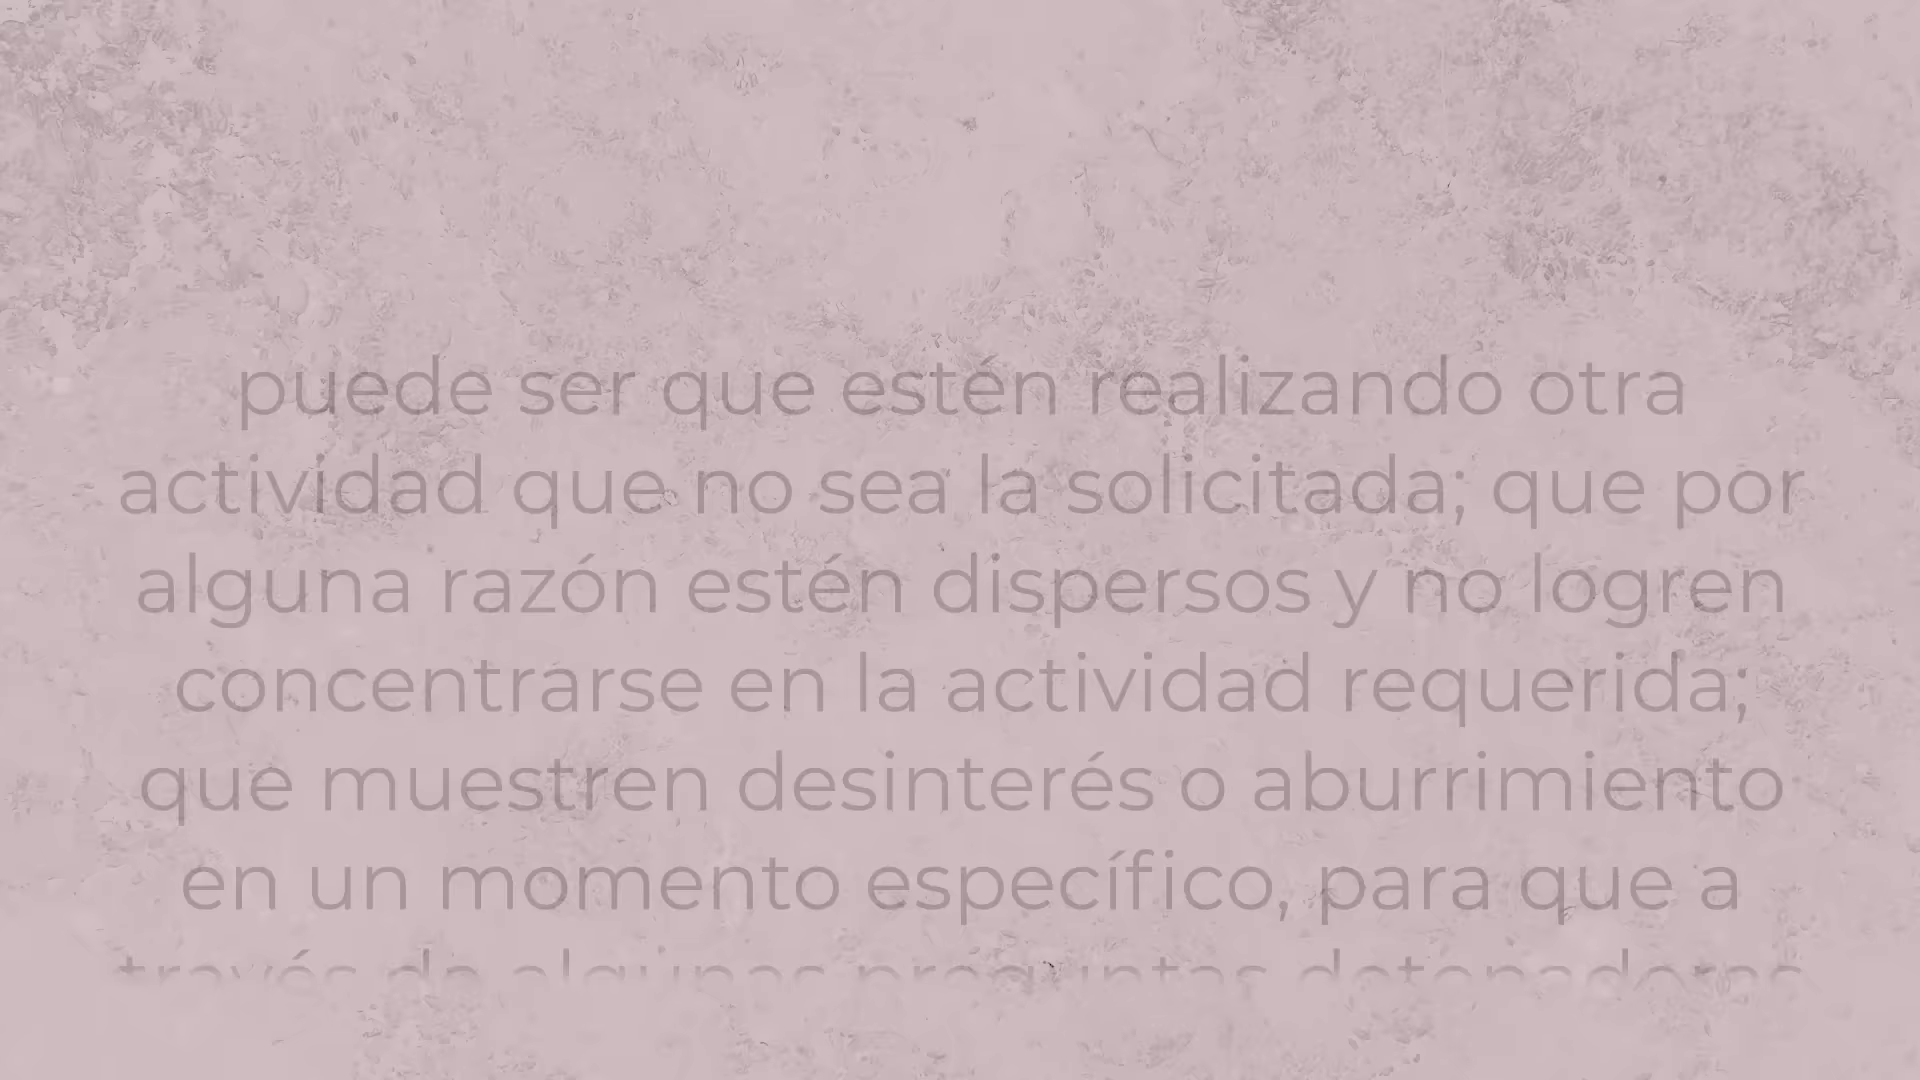 puede ser que estén realizando otra
actividad que no sea la solicitada; que por
alguna razón estén dispersos y no logren
concentrarse en la actividad requerida;
que muestren desinterés o aburrimiento
en un momento específico, para que a
través de algunas preguntas detonadoras